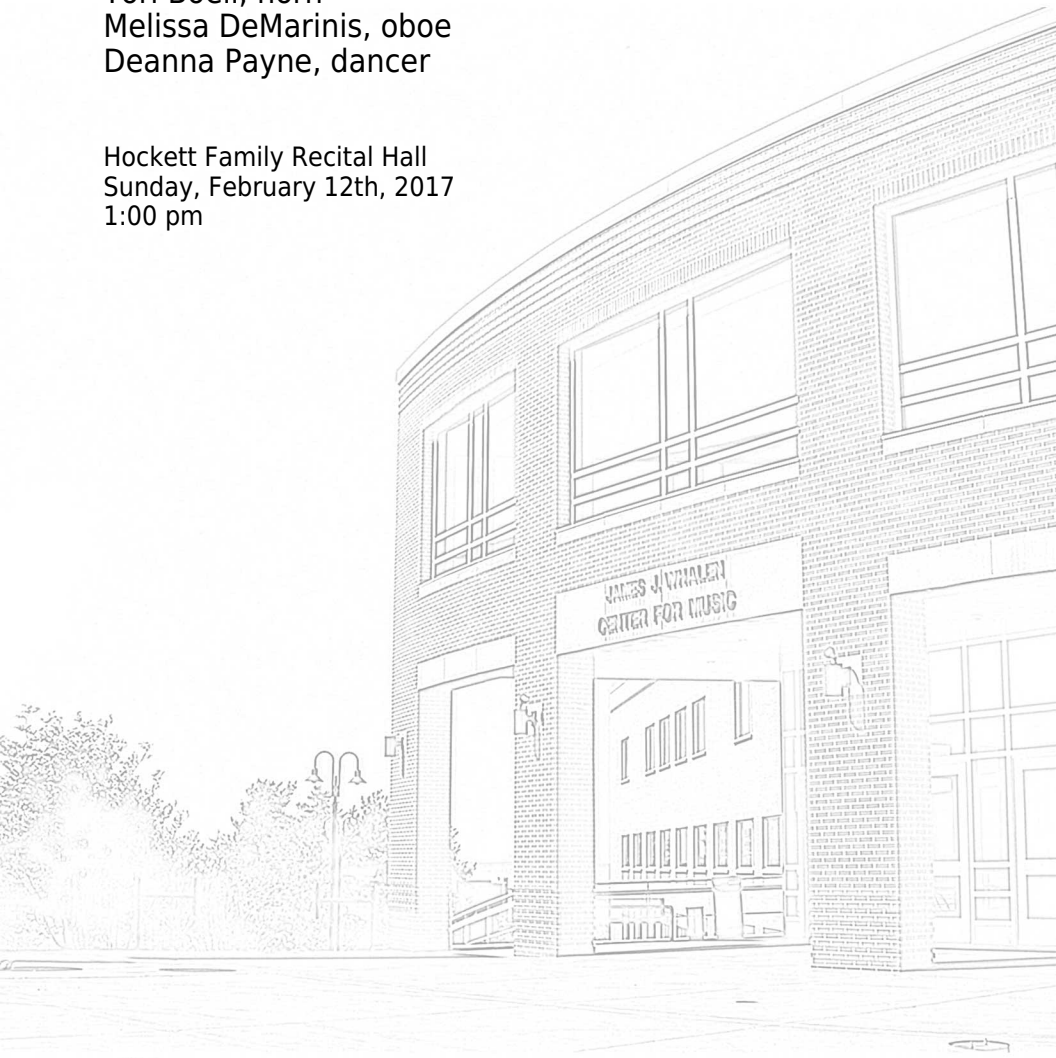 Melissa DeMarinis, oboe
Deanna Payne, dancer
Hockett Family Recital Hall
Sunday, February 12th, 2017
1:00 pm
JAMES J. WHALEN
CENTER FOR MUSIC